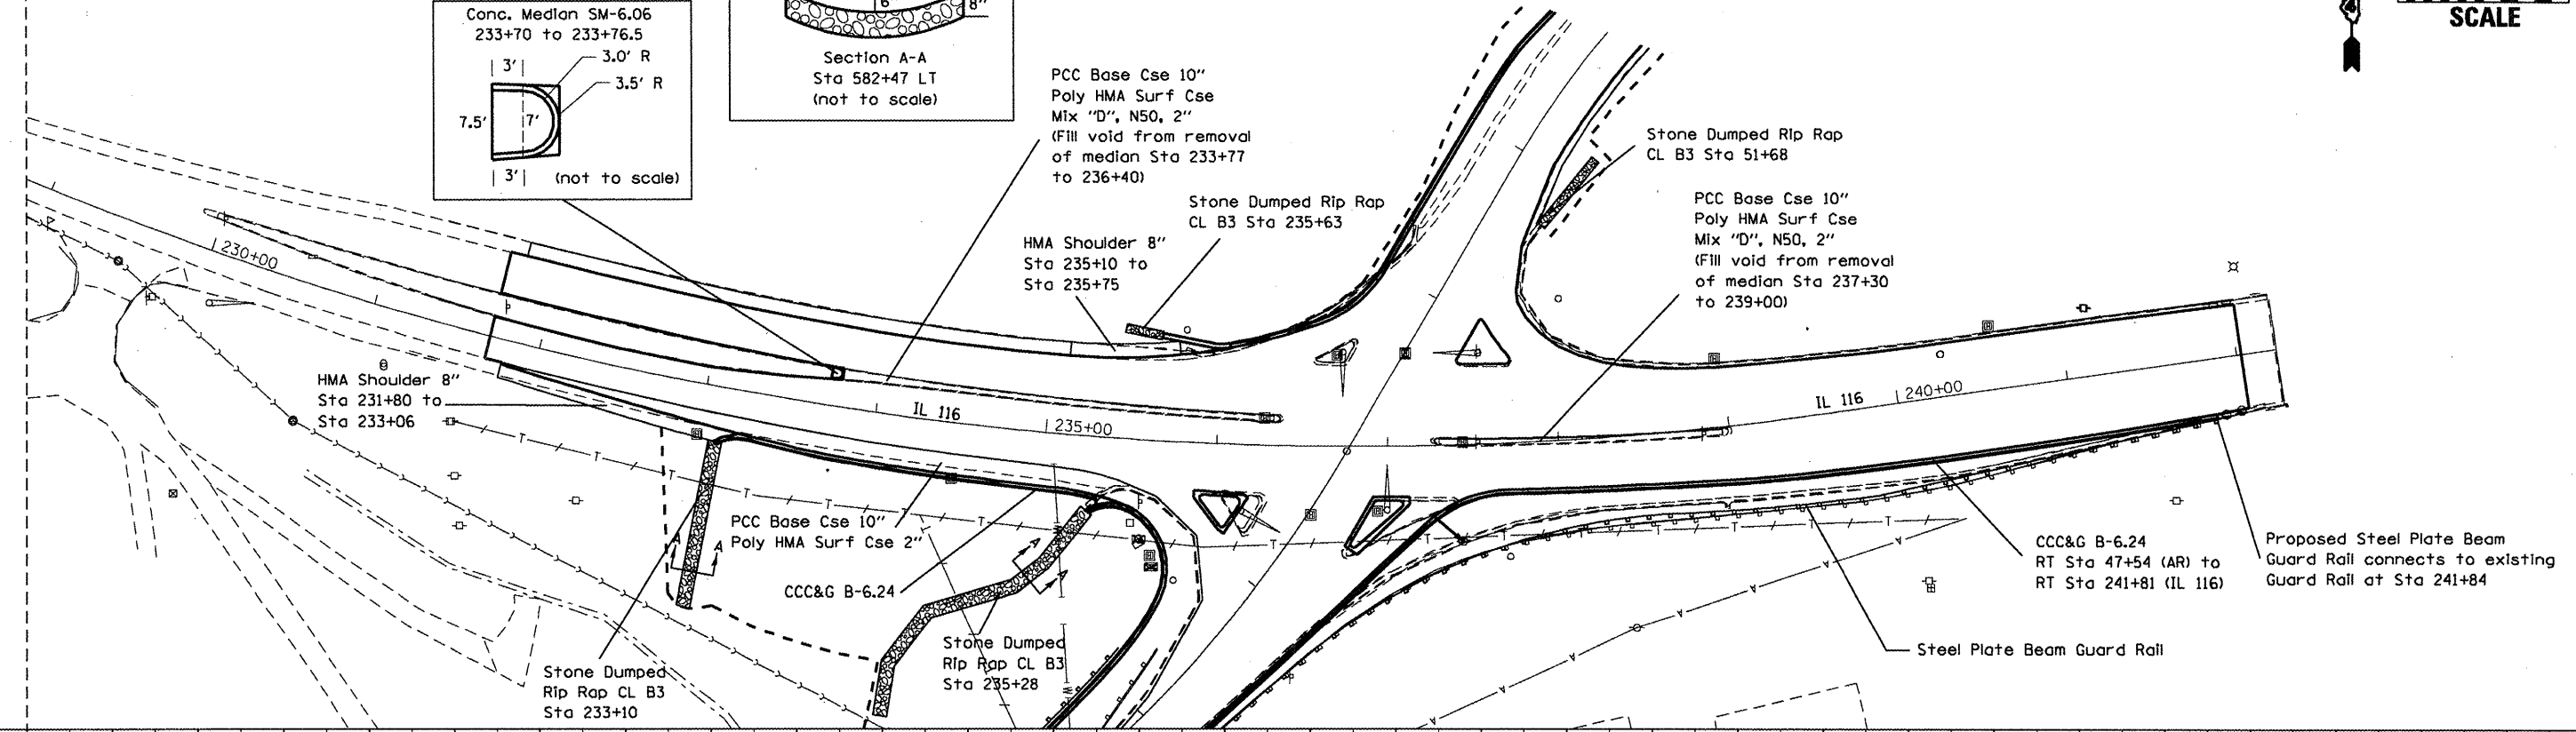 Conc. Median SM-6.06
233+70 to 233+76.5
3'
3.0' R
3.5' R
7.5'
7'
3'
(not to scale)
6"
8"
Section A-A
Sta 582+47 LT
(not to scale)
SCALE
PCC Base Cse 10"
Poly HMA Surf Cse
Mix "D", N50, 2"
(Fill void from removal
of median Sta 233+77
to 236+40)
Stone Dumped Rip Rap
CL B3 Sta 51+68
Stone Dumped Rip Rap
CL B3 Sta 235+63
PCC Base Cse 10"
Poly HMA Surf Cse
Mix "D", N50, 2"
(Fill void from removal
of median Sta 237+30
to 239+00)
HMA Shoulder 8"
Sta 235+10 to
Sta 235+75
230+00
HMA Shoulder 8"
Sta 231+80 to
Sta 233+06
IL 116
235+00
IL 116
240+00
PCC Base Cse 10"
Poly HMA Surf Cse 2"
A
A
A
A
CCC&G B-6.24
CCC&G B-6.24
RT Sta 47+54 (AR) to
RT Sta 241+81 (IL 116)
Proposed Steel Plate Beam
Guard Rail connects to existing
Guard Rail at Sta 241+84
Stone Dumped
Rip Rap CL B3
Sta 235+28
Steel Plate Beam Guard Rail
Stone Dumped
Rip Rap CL B3
Sta 233+10